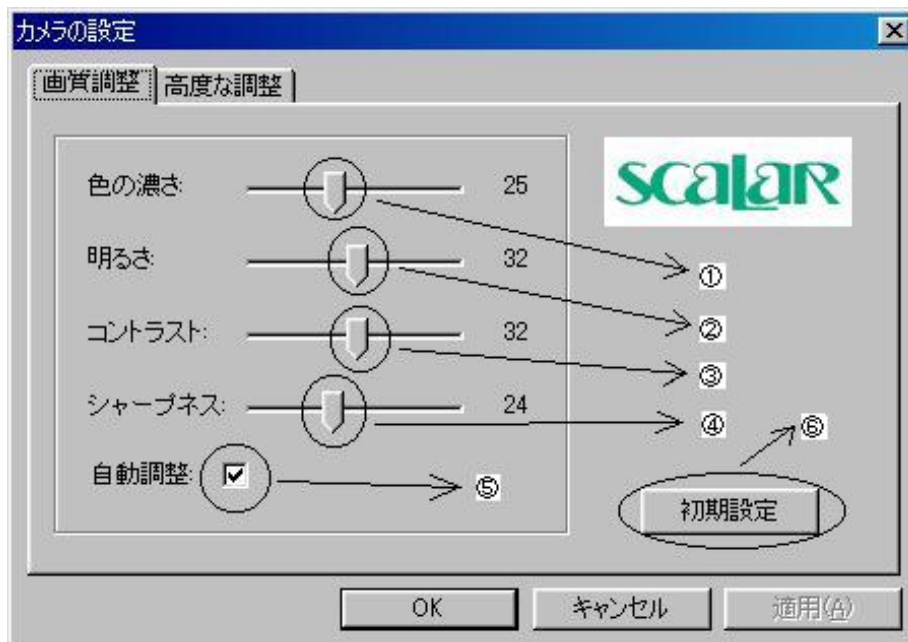 カメラの設定
画質調整 高度な調整
SCALAR
色の濃さ: 25
①
明るさ: 32
②
コントラスト: 32
③
シャープネス: 24
④ ⑥
自動調整: ⑤
初期設定
OK キャンセル 適用(A)